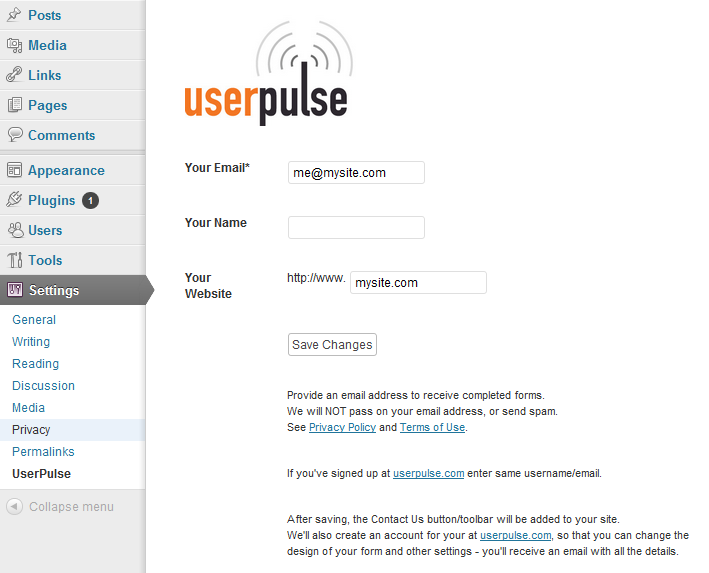 Posts
Media
Links
Pages
Comments
Appearance
Plugins 1
Users
Tools
Settings
General
Writing
Reading
Discussion
Media
Privacy
Permalinks
UserPulse
Collapse menu
userpulse
Your Email* me@mysite.com
Your Name
Your
Website
http://www. mysite.com
Save Changes
Provide an email address to receive completed forms.
We will NOT pass on your email address, or send spam.
See Privacy Policy and Terms of Use.
If you've signed up at userpulse.com enter same username/email.
After saving, the Contact Us button/toolbar will be added to your site.
We'll also create an account for your at userpulse.com, so that you can change the
design of your form and other settings - you'll receive an email with all the details.